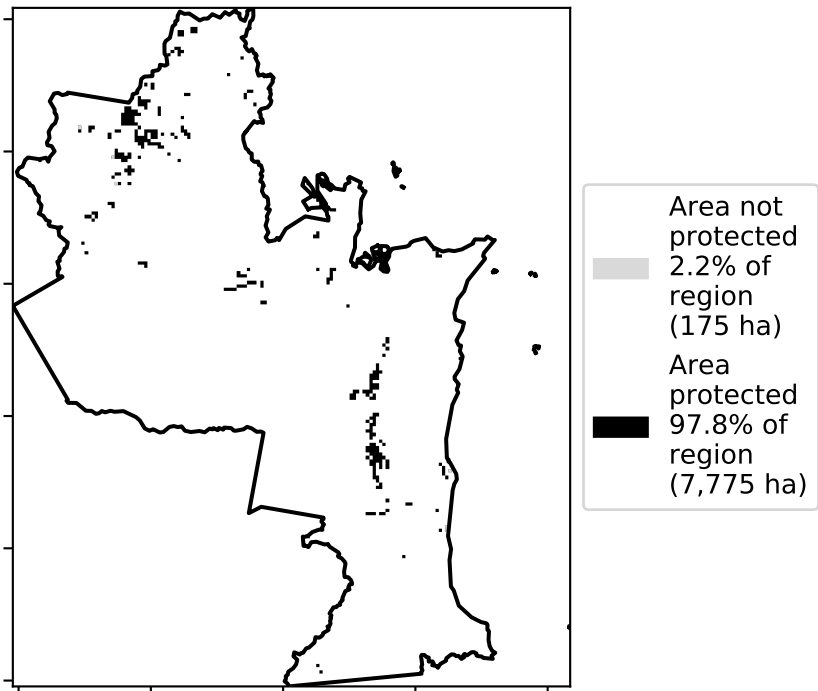 Area not
protected
2.2% of
region
(175 ha)
Area
protected
97.8% of
region
(7,775 ha)